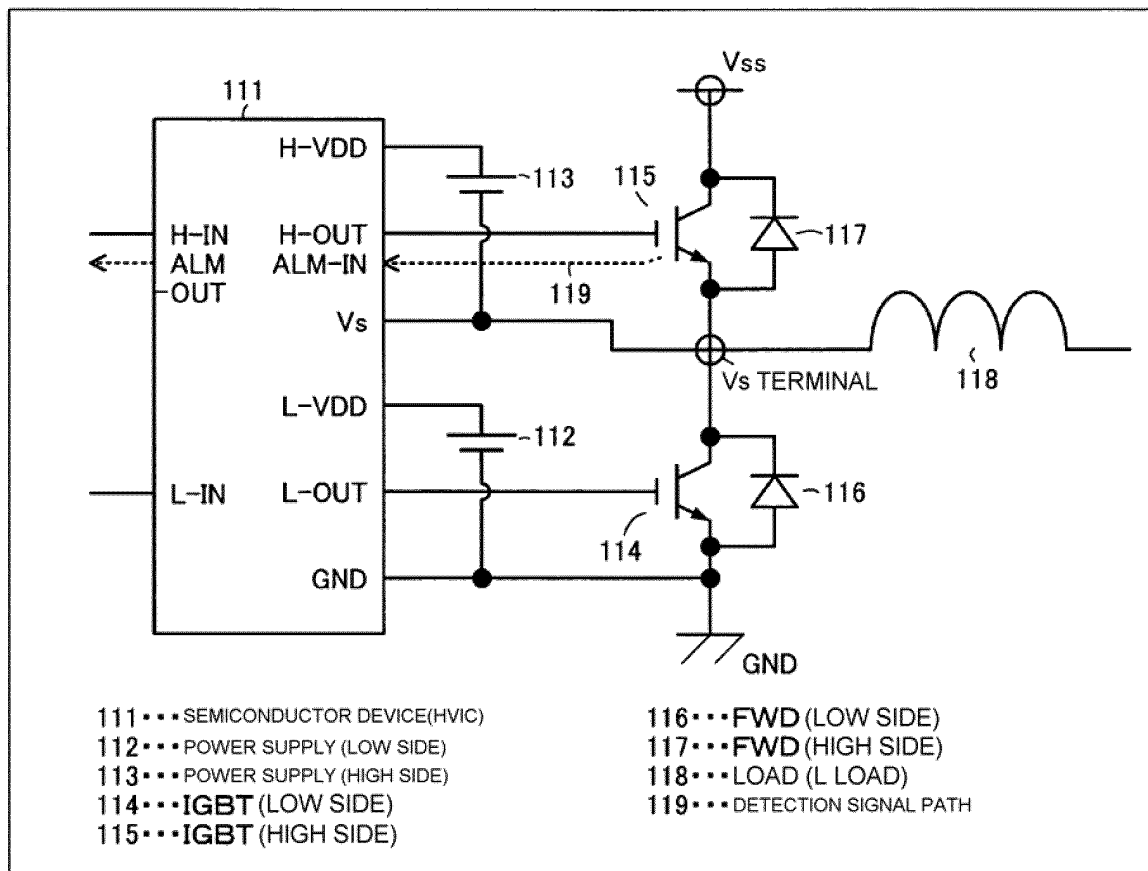 Vss
111
H-VDD
113
115
117
H-IN
H-OUT
ALM
ALM-IN
119
OUT
Vs
Vs TERMINAL
118
L-VDD
112
L-IN
L-OUT
116
114
GND
GND
111･･･SEMICONDUCTOR DEVICE(HVIC)
112･･･POWER SUPPLY (LOW SIDE)
113･･･POWER SUPPLY (HIGH SIDE)
114･･･IGBT (LOW SIDE)
115･･･IGBT (HIGH SIDE)
116･･･FWD (LOW SIDE)
117･･･FWD (HIGH SIDE)
118･･･LOAD (L LOAD)
119･･･DETECTION SIGNAL PATH